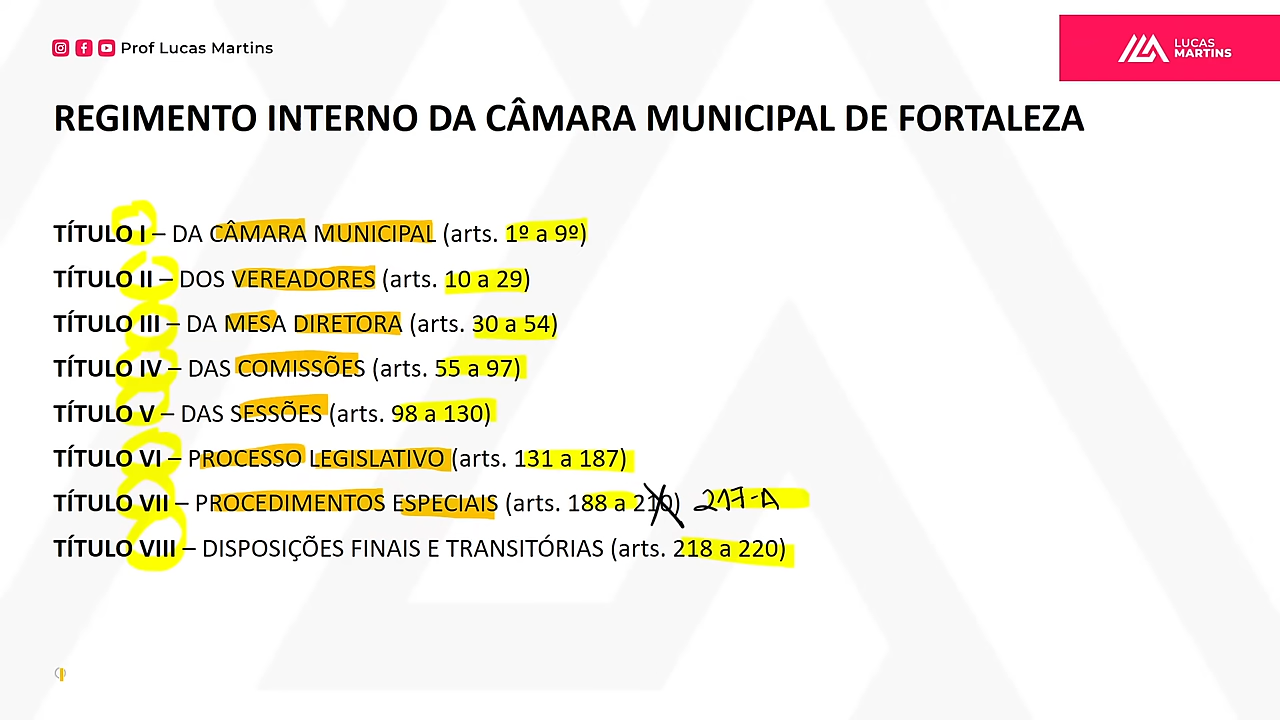 Prof Lucas Martins
LUCAS
MARTINS
REGIMENTO INTERNO DA CÂMARA MUNICIPAL DE FORTALEZA
TÍTULO I – DA CÂMARA MUNICIPAL (arts. 1º a 9º)
TÍTULO II – DOS VEREADORES (arts. 10 a 29)
TÍTULO III – DA MESA DIRETORA (arts. 30 a 54)
TÍTULO IV – DAS COMISSÕES (arts. 55 a 97)
TÍTULO V – DAS SESSÕES (arts. 98 a 130)
TÍTULO VI – PROCESSO LEGISLATIVO (arts. 131 a 187)
TÍTULO VII – PROCEDIMENTOS ESPECIAIS (arts. 188 a 210) 217-A
TÍTULO VIII – DISPOSIÇÕES FINAIS E TRANSITÓRIAS (arts. 218 a 220)